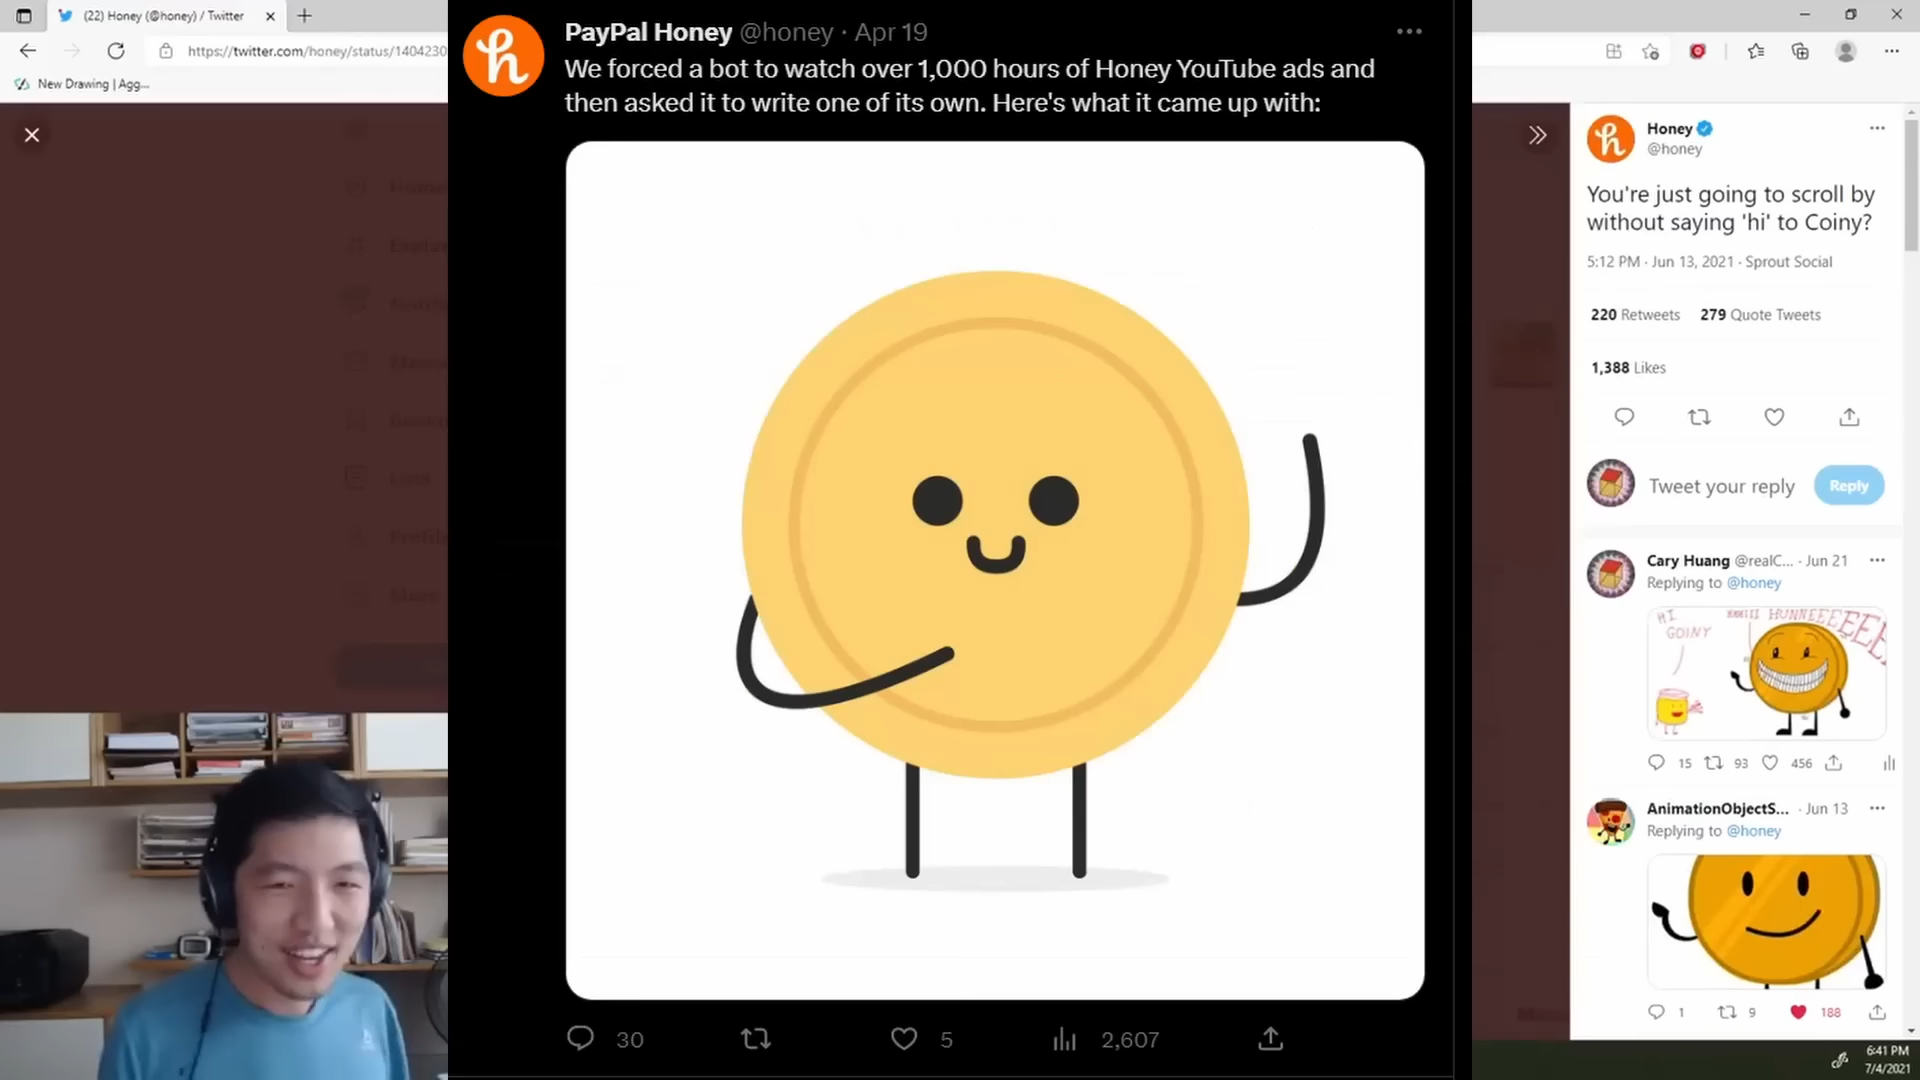 (22) Honey (@honey) / Twitter
https://twitter.com/honey/status/1404230
New Drawing | Agg...
PayPal Honey @honey · Apr 19
We forced a bot to watch over 1,000 hours of Honey YouTube ads and
then asked it to write one of its own. Here's what it came up with:
30
5
2,607
Honey
@honey
You're just going to scroll by
without saying 'hi' to Coiny?
5:12 PM · Jun 13, 2021 · Sprout Social
220 Retweets 279 Quote Tweets
1,388 Likes
Tweet your reply
Reply
Cary Huang @realC... · Jun 21
Replying to @honey
HI
15
93
456
AnimationObjectS... · Jun 13
Replying to @honey
1
9
188
6:41 PM
7/4/2021